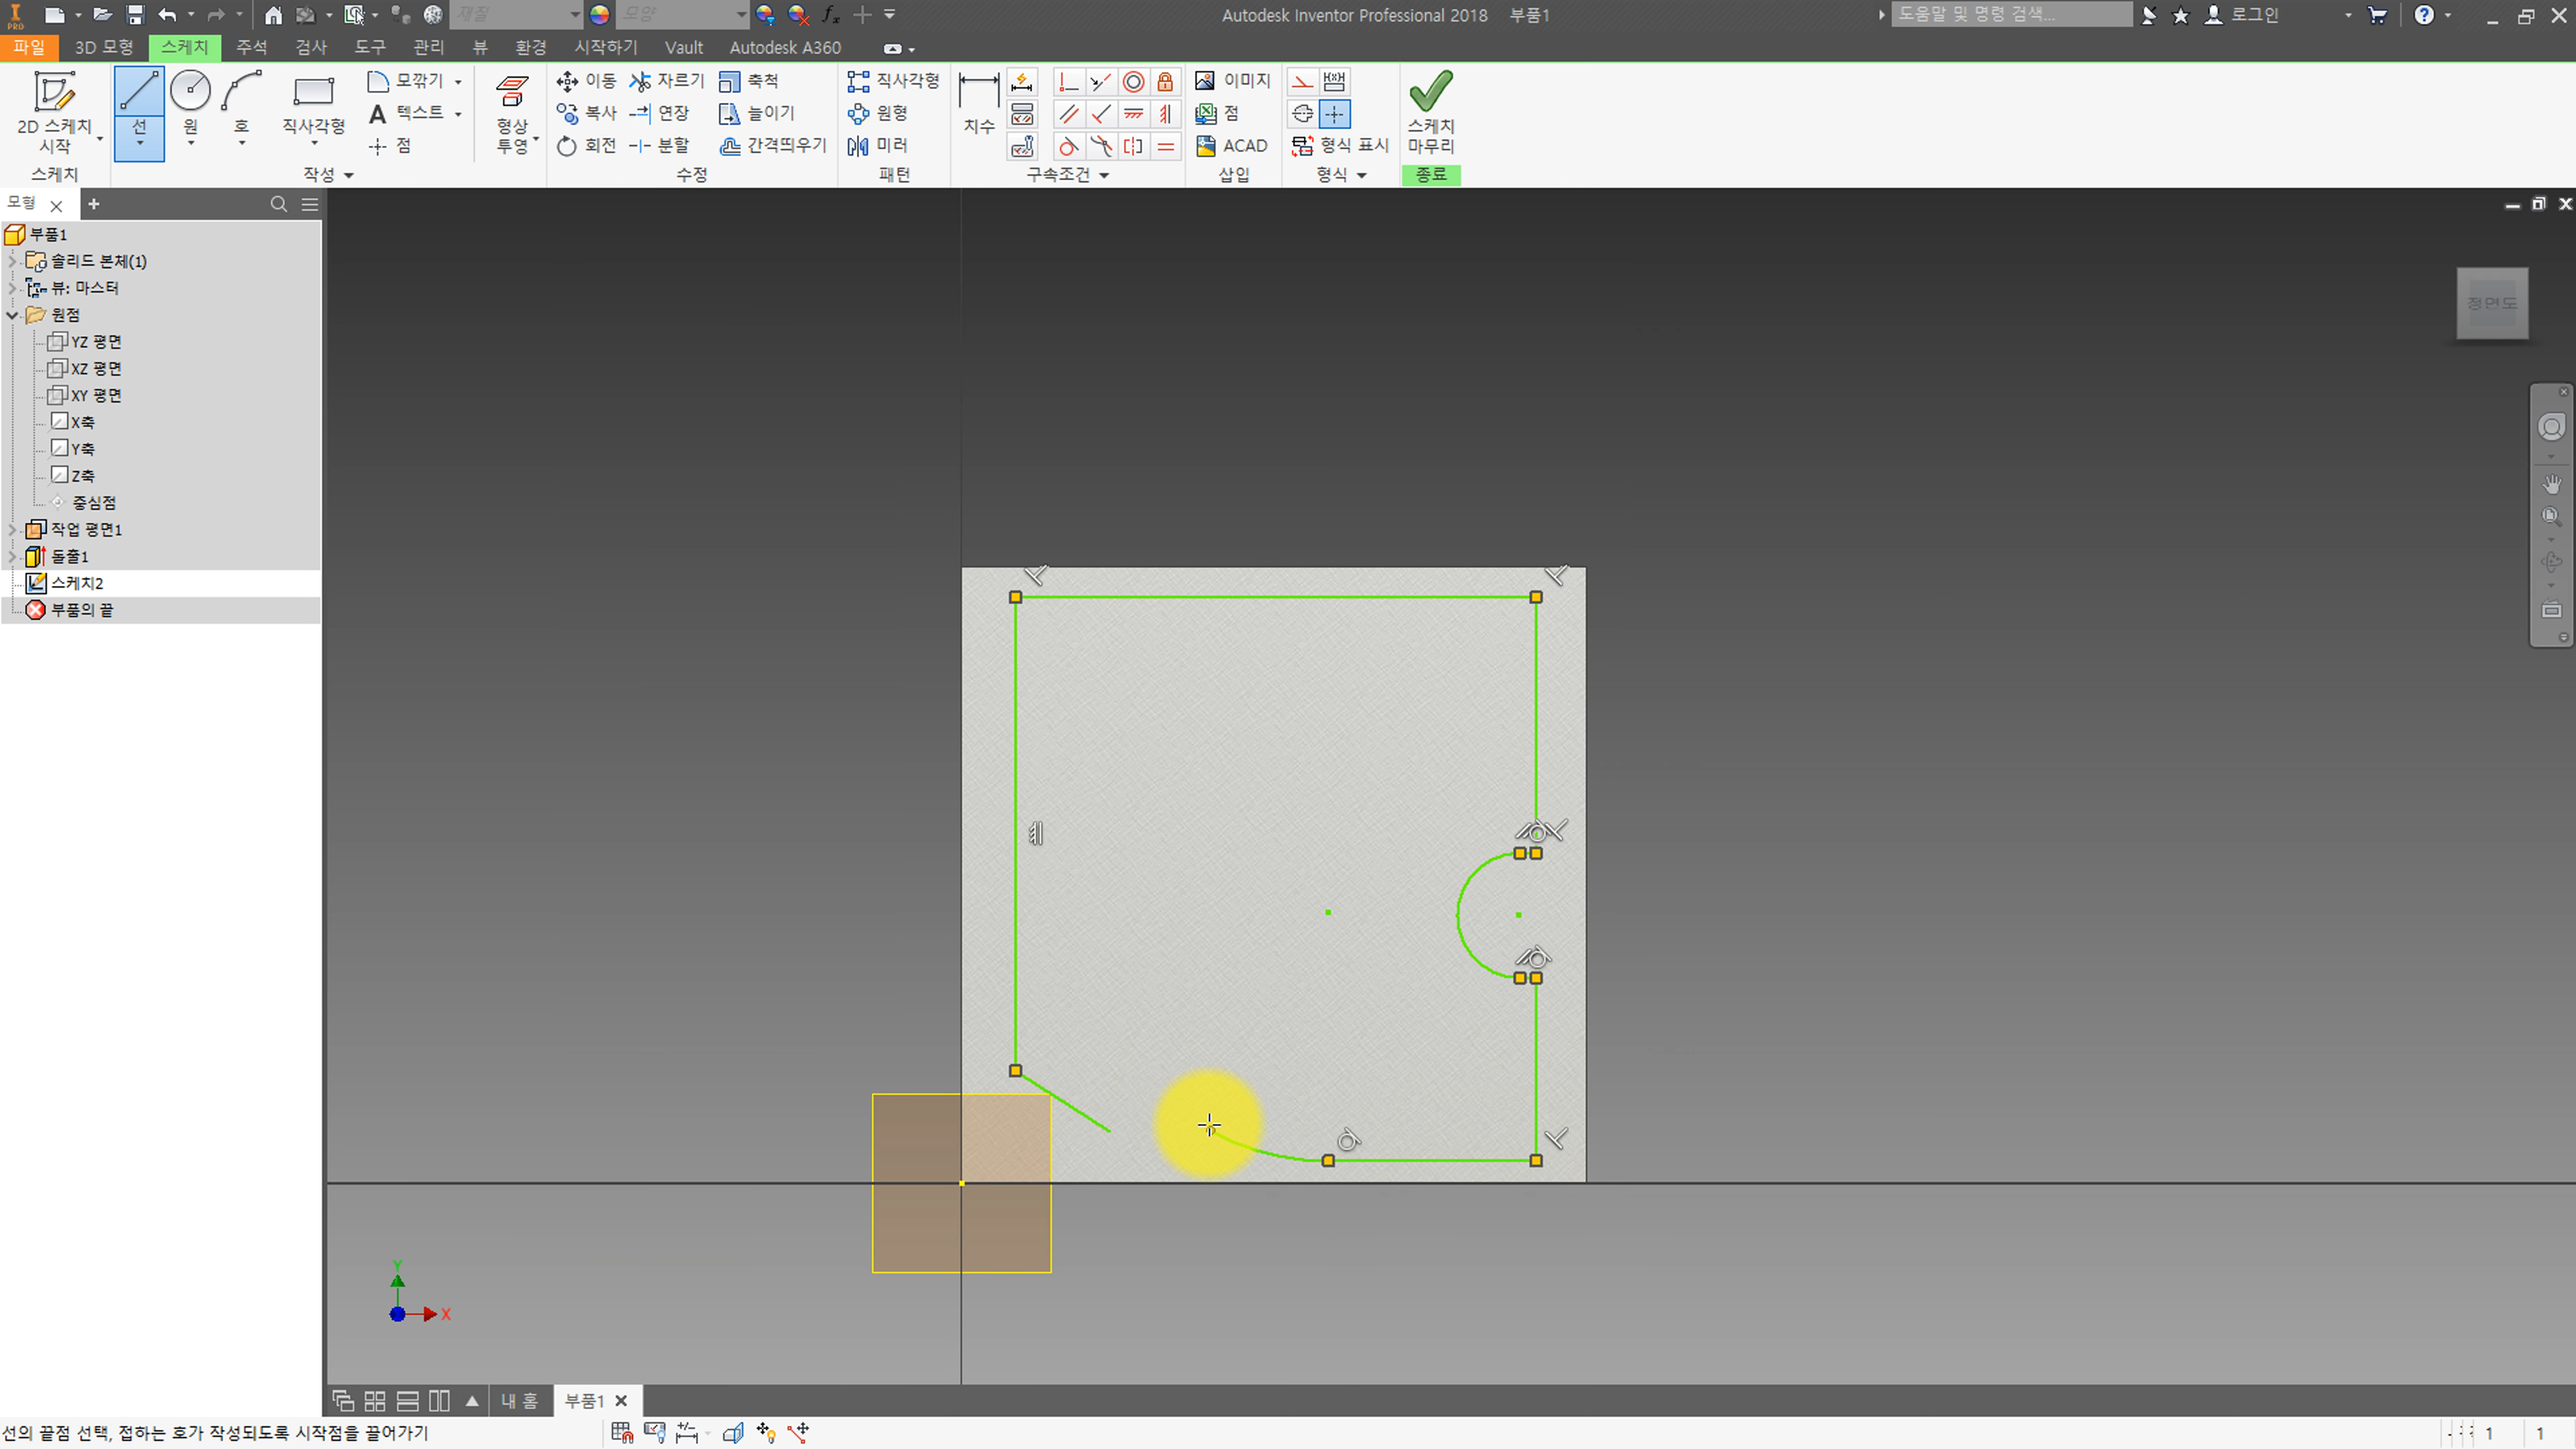 PRO 재질 모양 fx Autodesk Inventor Professional 2018 부품1 도움말 및 명령 검색... 로그인
파일 3D 모형 스케치 주석 검사 도구 관리 뷰 환경 시작하기 Vault Autodesk A360
2D 스케치 시작
선
원
호
직사각형
모깎기
텍스트
점
형상 투영
이동 자르기 축척
복사 연장 늘이기
회전 분할 간격띄우기
직사각형
원형
미러
치수
이미지
점
ACAD
형식 표시
스케치 마무리
스케치 작성 수정 패턴 구속조건 삽입 형식 종료
모형
부품1
솔리드 본체(1)
뷰: 마스터
원점
YZ 평면
XZ 평면
XY 평면
X축
Y축
Z축
중심점
작업 평면1
돌출1
스케치2
부품의 끝
정면도
Y
X
내 홈 부품1
선의 끝점 선택, 접하는 호가 작성되도록 시작점을 끌어가기
1 1